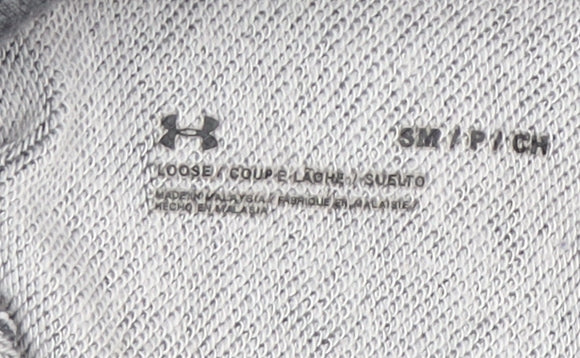 SM / P / CH
LOOSE / COUPE LÂCHE / SUELTO
MADE IN MALAYSIA / FABRIQUÉ EN MALAISIE /
HECHO EN MALASIA